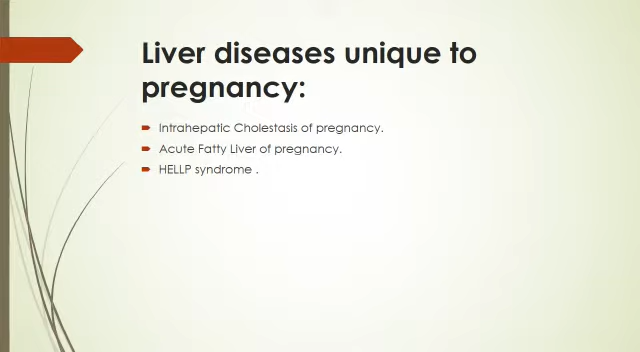 Liver diseases unique to
pregnancy:
Intrahepatic Cholestasis of pregnancy.
Acute Fatty Liver of pregnancy.
HELLP syndrome .